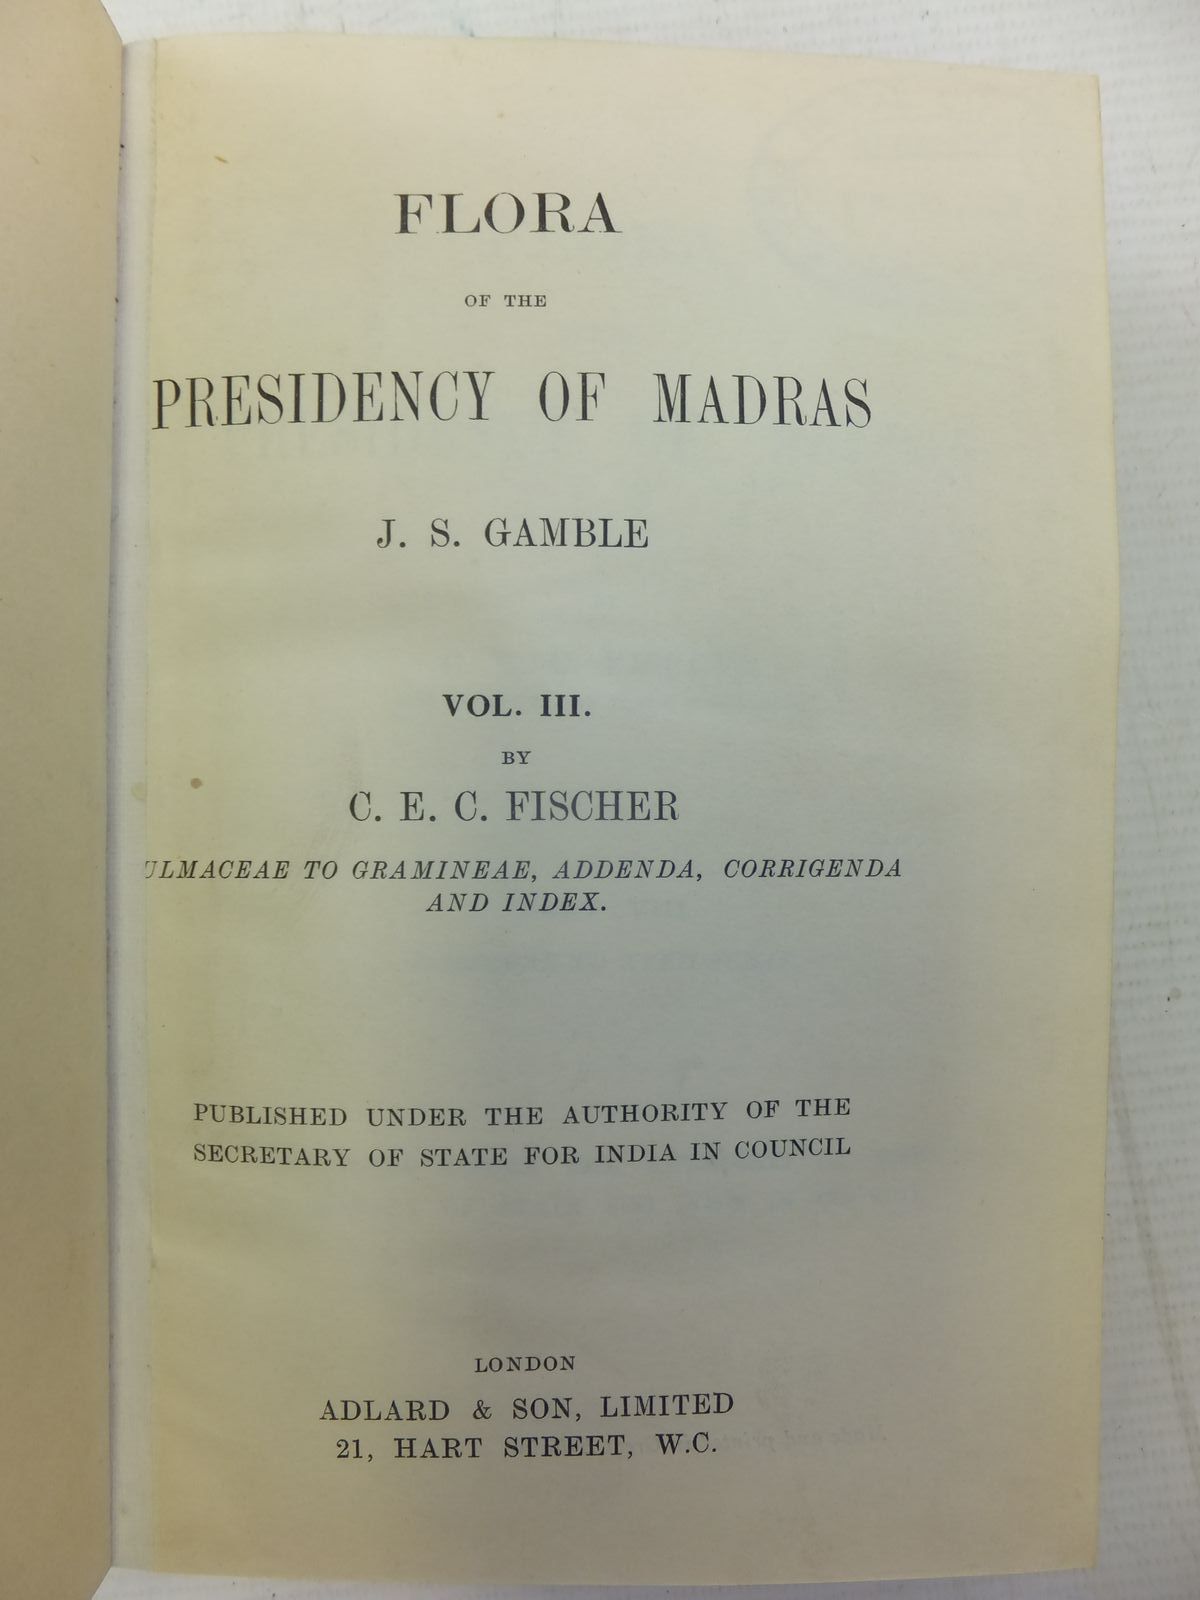 FLORA
OF THE
PRESIDENCY OF MADRAS
J. S. GAMBLE
VOL. III.
BY
C. E. C. FISCHER
ULMACEAE TO GRAMINEAE, ADDENDA, CORRIGENDA
AND INDEX.
PUBLISHED UNDER THE AUTHORITY OF THE
SECRETARY OF STATE FOR INDIA IN COUNCIL
LONDON
ADLARD & SON, LIMITED
21, HART STREET, W.C.